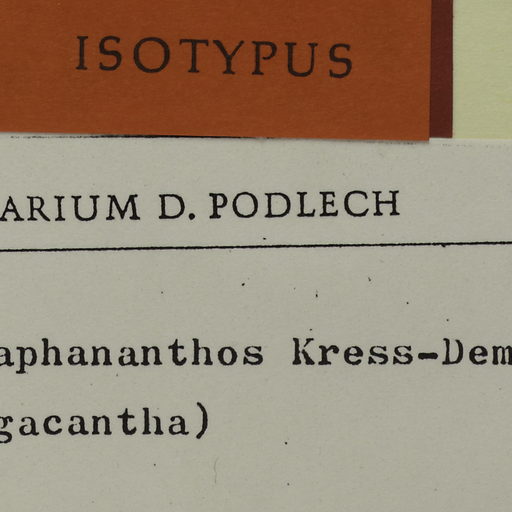 ISOTYPUS
ARIUM D. PODLECH
aphananthos Kress-Dem
gacantha)